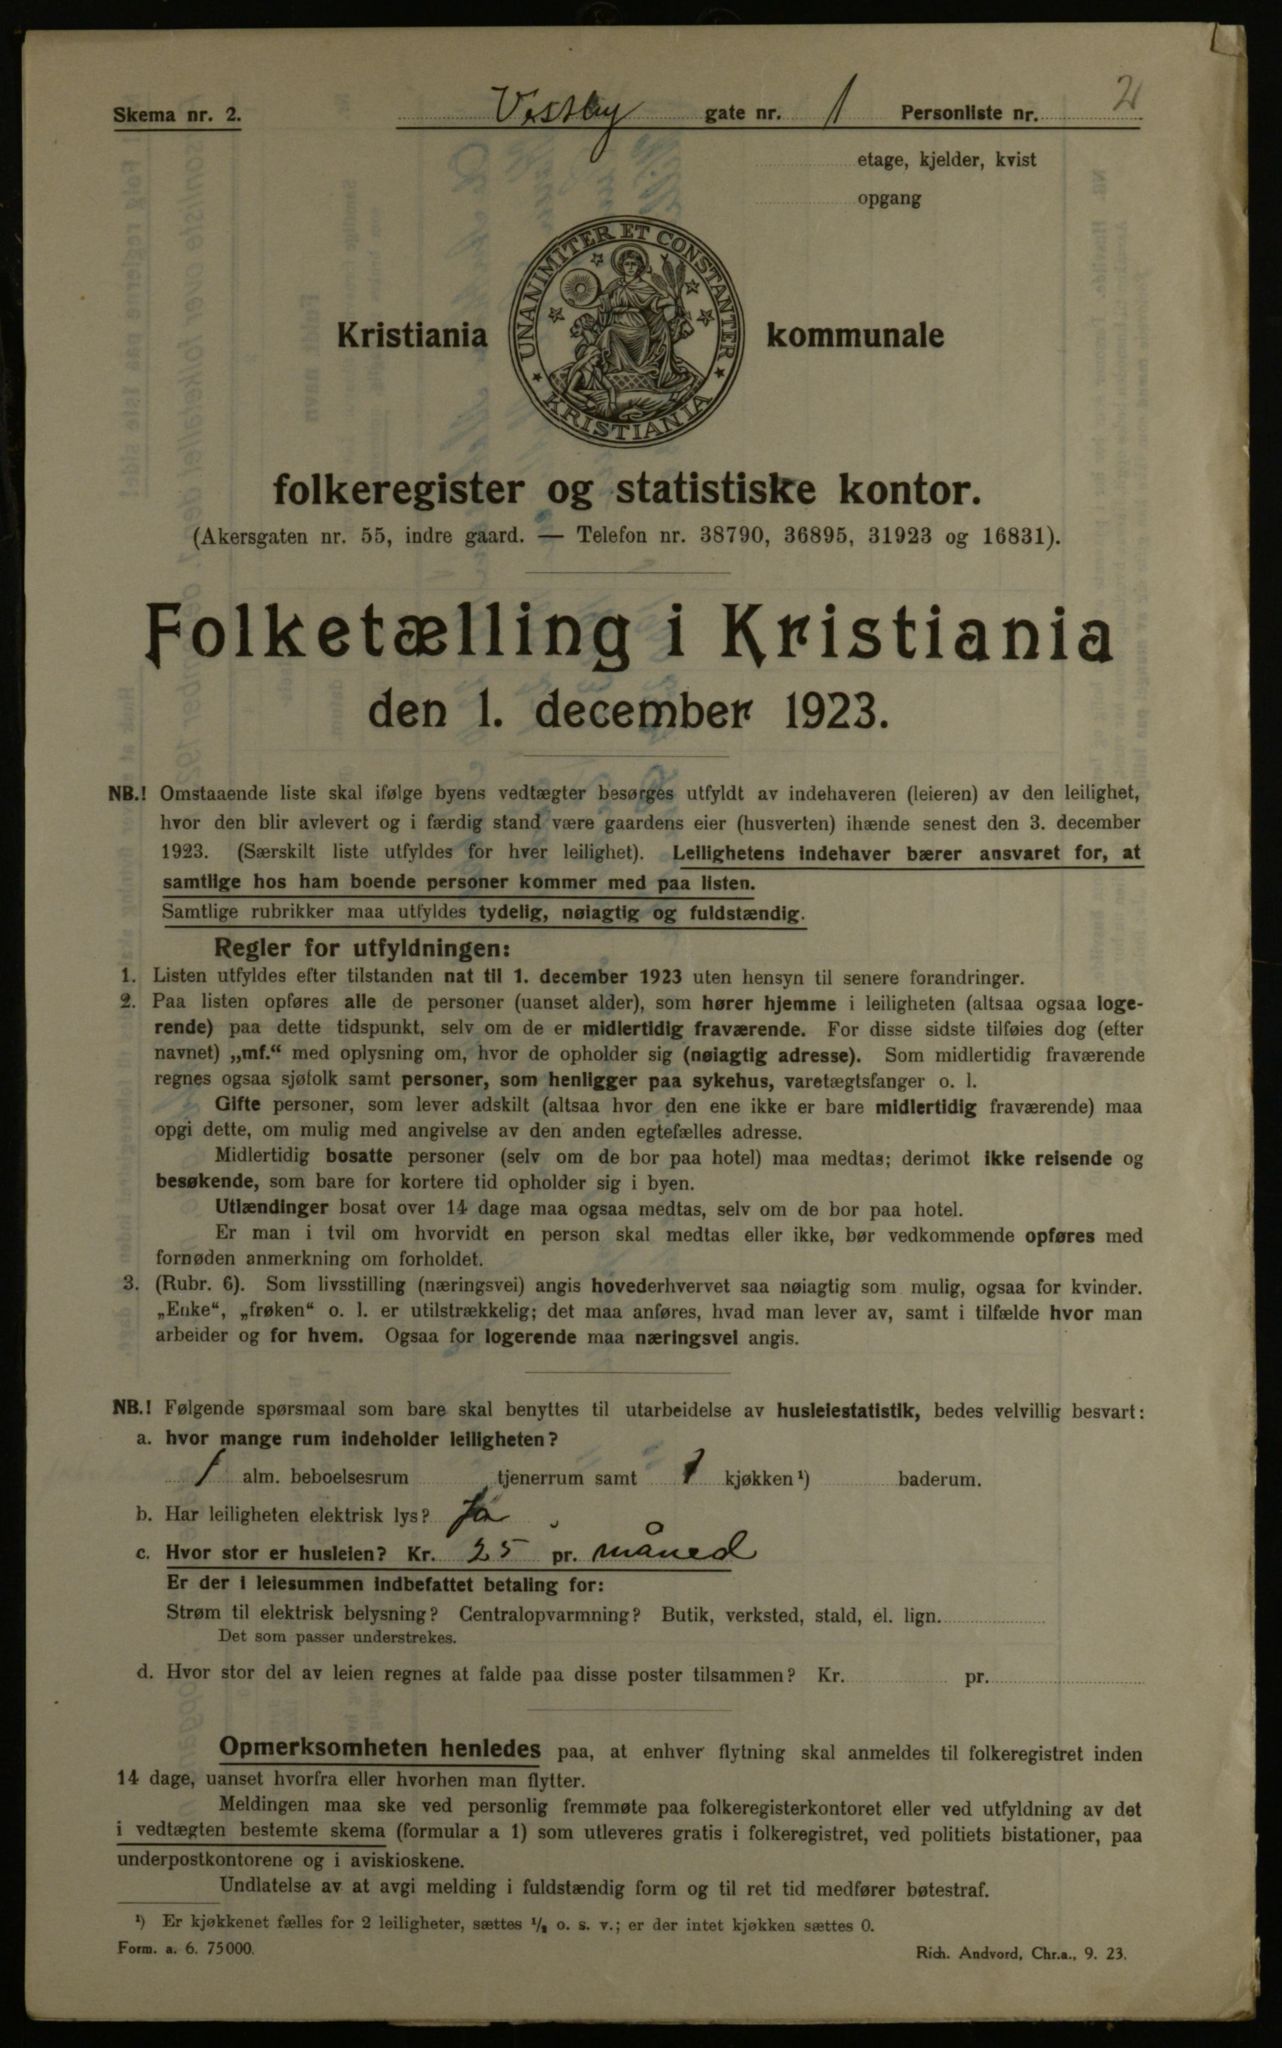 Skema nr. 2.
Vestby gate nr. 1 Personliste nr. 2
etage, kjelder, kvist
opgang
UNANIMITER ET CONSTANTER
KRISTIANIA
Kristiania kommunale
folkeregister og statistiske kontor.
(Akersgaten nr. 55, indre gaard. — Telefon nr. 38790, 36895, 31923 og 16831).
Folketælling i Kristiania
den 1. december 1923.
NB.! Omstaaende liste skal ifølge byens vedtægter besørges utfyldt av indehaveren (leieren) av den leilighet,
hvor den blir avlevert og i færdig stand være gaardens eier (husverten) ihænde senest den 3. december
1923. (Særskilt liste utfyldes for hver leilighet). Leilighetens indehaver bærer ansvaret for, at
samtlige hos ham boende personer kommer med paa listen.
Samtlige rubrikker maa utfyldes tydelig, nøiagtig og fuldstændig.
Regler for utfyldningen:
1. Listen utfyldes efter tilstanden nat til 1. december 1923 uten hensyn til senere forandringer.
2. Paa listen opføres alle de personer (uanset alder), som hører hjemme i leiligheten (altsaa ogsaa loge-
rende) paa dette tidspunkt, selv om de er midlertidig fraværende. For disse sidste tilføies dog (efter
navnet) „mf.“ med oplysning om, hvor de opholder sig (nøiagtig adresse). Som midlertidig fraværende
regnes ogsaa sjøfolk samt personer, som henligger paa sykehus, varetægtsfanger o. l.
Gifte personer, som lever adskilt (altsaa hvor den ene ikke er bare midlertidig fraværende) maa
opgi dette, om mulig med angivelse av den anden egtefælles adresse.
Midlertidig bosatte personer (selv om de bor paa hotel) maa medtas; derimot ikke reisende og
besøkende, som bare for kortere tid opholder sig i byen.
Utlændinger bosat over 14 dage maa ogsaa medtas, selv om de bor paa hotel.
Er man i tvil om hvorvidt en person skal medtas eller ikke, bør vedkommende opføres med
fornøden anmerkning om forholdet.
3. (Rubr. 6). Som livsstilling (næringsvei) angis hovederhvervet saa nøiagtig som mulig, ogsaa for kvinder.
„Enke“, „frøken“ o. l. er utilstrækkelig; det maa anføres, hvad man lever av, samt i tilfælde hvor man
arbeider og for hvem. Ogsaa for logerende maa næringsvei angis.
NB.! Følgende spørsmaal som bare skal benyttes til utarbeidelse av husleiestatistik, bedes velvillig besvart:
a. hvor mange rum indeholder leiligheten?
1 alm. beboelsesrum tjenerrum samt 1 kjøkken¹) baderum.
b. Har leiligheten elektrisk lys? Ja
c. Hvor stor er husleien? Kr. 25 pr. måned
Er der i leiesummen indbefattet betaling for:
Strøm til elektrisk belysning? Centralopvarmning? Butik, verksted, stald, el. lign.
Det som passer understrekes.
d. Hvor stor del av leien regnes at falde paa disse poster tilsammen? Kr. pr.
Opmerksomheten henledes paa, at enhver flytning skal anmeldes til folkeregistret inden
14 dage, uanset hvorfra eller hvorhen man flytter.
Meldingen maa ske ved personlig fremmøte paa folkeregisterkontoret eller ved utfyldning av det
i vedtægten bestemte skema (formular a 1) som utleveres gratis i folkeregistret, ved politiets bistationer, paa
underpostkontorene og i aviskioskene.
Undlatelse av at avgi melding i fuldstændig form og til ret tid medfører bøtestraf.
¹) Er kjøkkenet fælles for 2 leiligheter, sættes ½ o. s. v.; er der intet kjøkken sættes 0.
Form. a. 6. 75000.
Rich. Andvord, Chr.a., 9. 23.